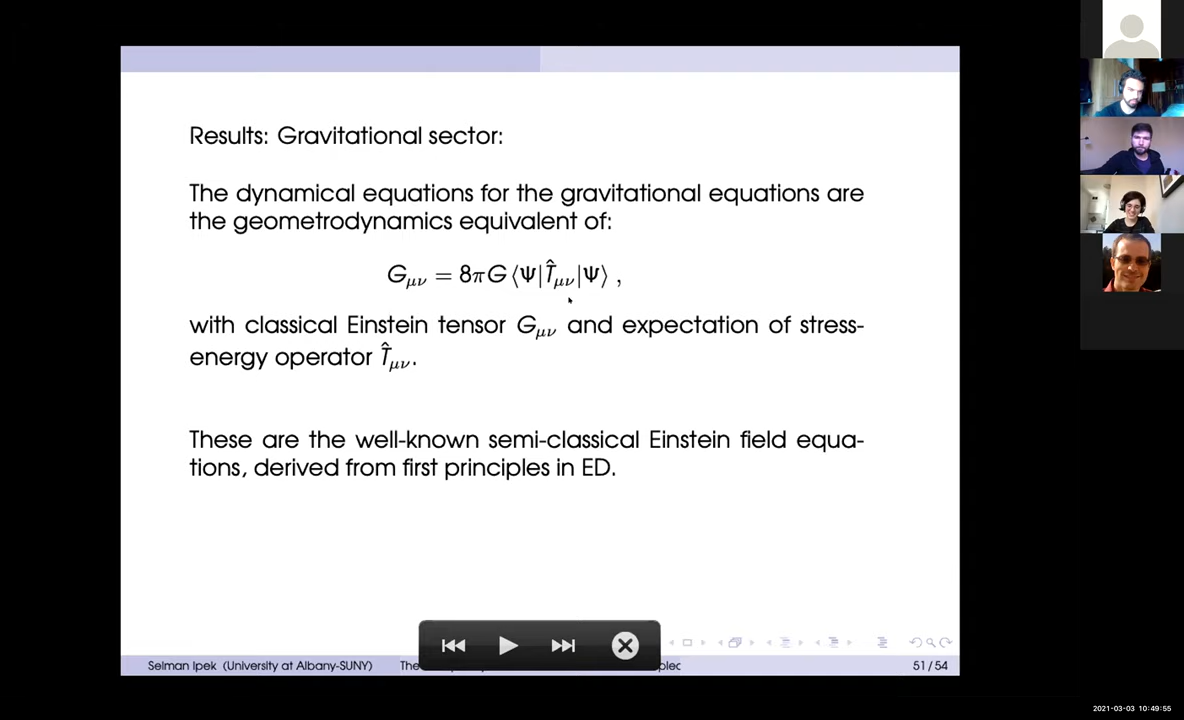 Results: Gravitational sector:
The dynamical equations for the gravitational equations are
the geometrodynamics equivalent of:
G_{μν} = 8πG ⟨Ψ|T̂_{μν}|Ψ⟩ ,
with classical Einstein tensor G_{μν} and expectation of stress-
energy operator T̂_{μν}.
These are the well-known semi-classical Einstein field equa-
tions, derived from first principles in ED.
Selman Ipek (University at Albany-SUNY) The 51 / 54
2021-03-03 10:49:55